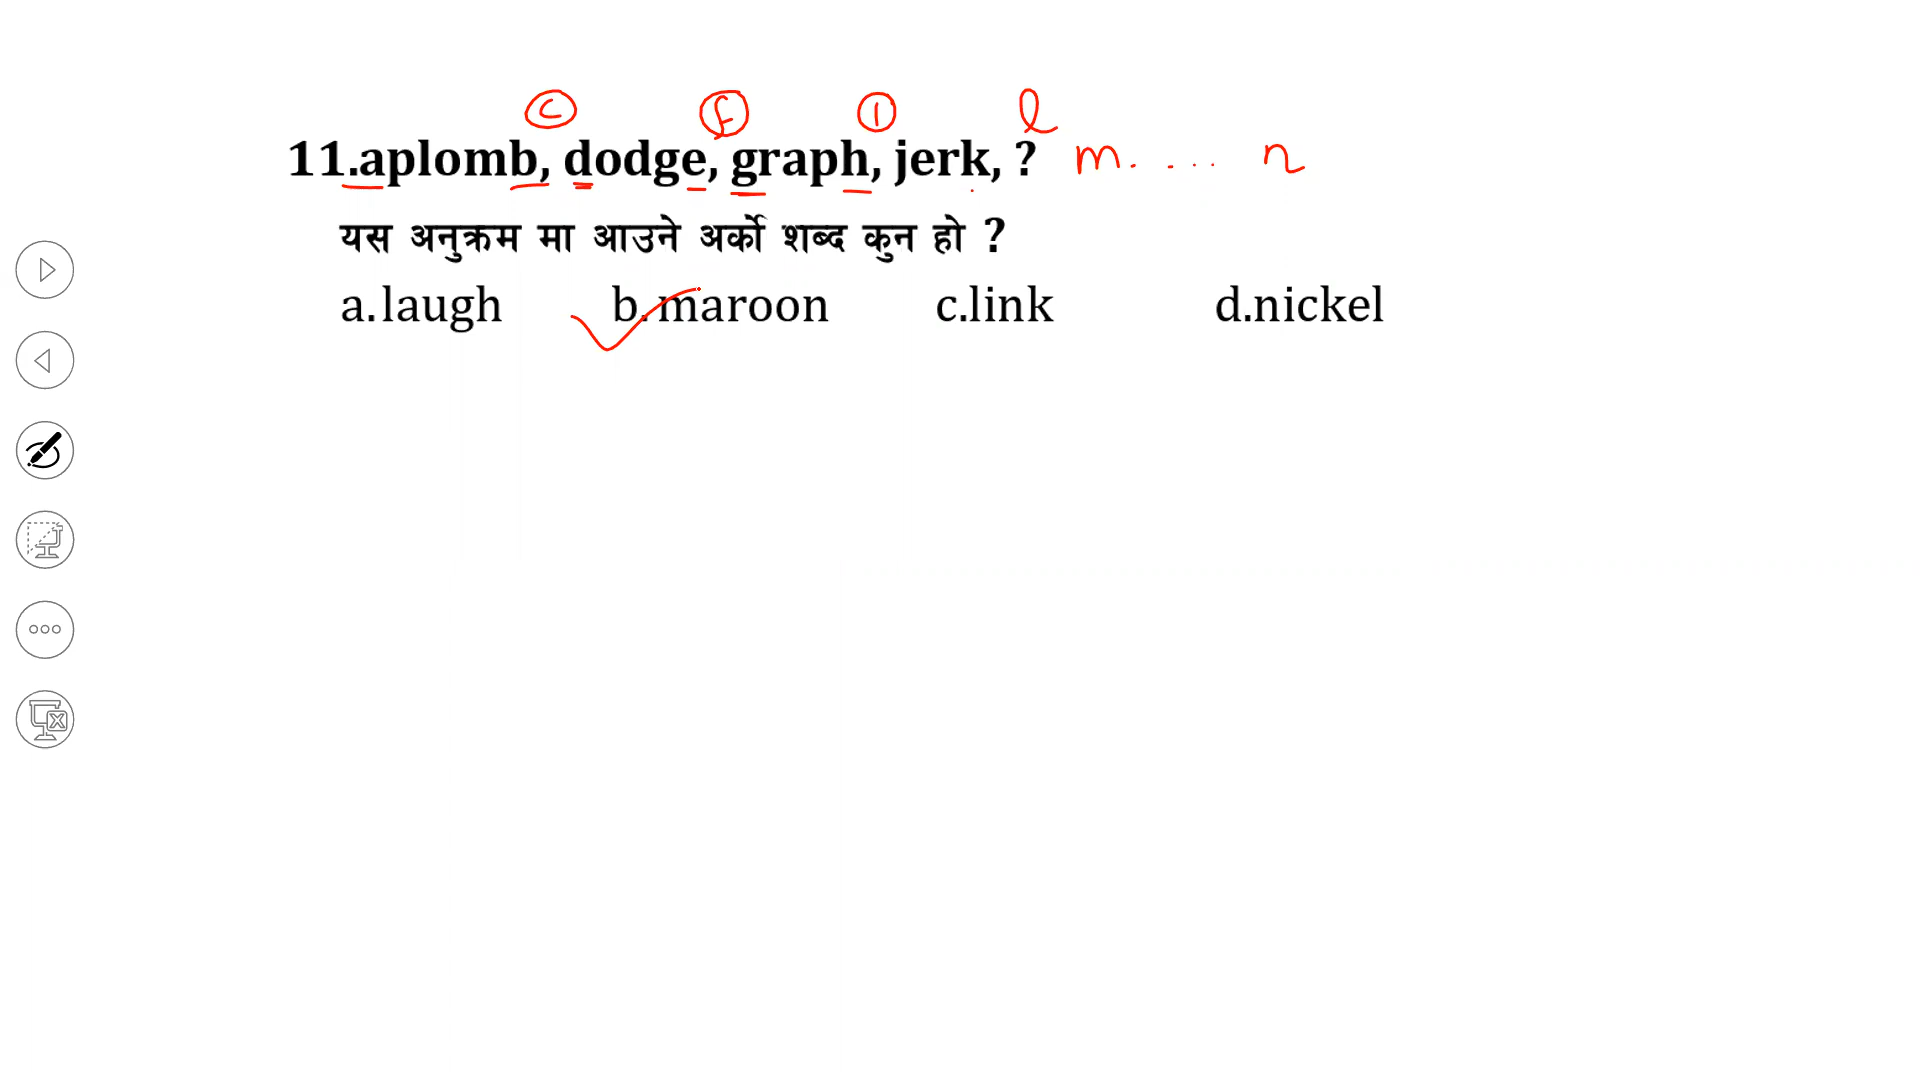 c f I l
11.aplomb, dodge, graph, jerk, ? m. .... n
यस अनुक्रम मा आउने अर्को शब्द कुन हो ?
a.laugh b.maroon c.link d.nickel